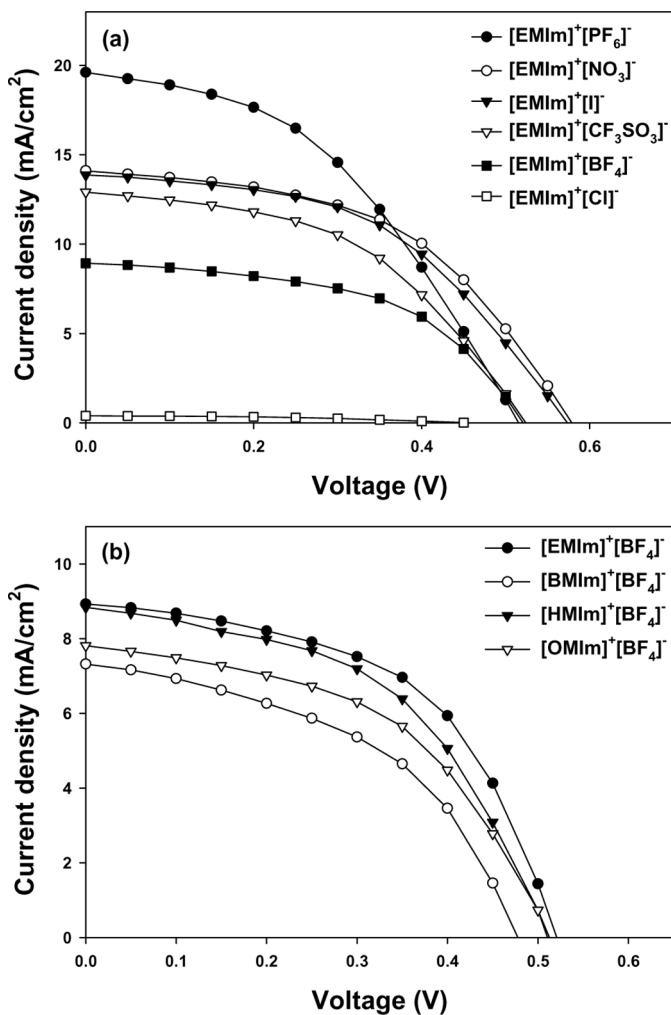 (a)
[EMIm]⁺[PF₆]⁻
[EMIm]⁺[NO₃]⁻
[EMIm]⁺[I]⁻
[EMIm]⁺[CF₃SO₃]⁻
[EMIm]⁺[BF₄]⁻
[EMIm]⁺[Cl]⁻
Current density (mA/cm²)
20
15
10
5
0
0.0 0.2 0.4 0.6
Voltage (V)
(b)
[EMIm]⁺[BF₄]⁻
[BMIm]⁺[BF₄]⁻
[HMIm]⁺[BF₄]⁻
[OMIm]⁺[BF₄]⁻
Current density (mA/cm²)
10
8
6
4
2
0
0.0 0.1 0.2 0.3 0.4 0.5 0.6
Voltage (V)